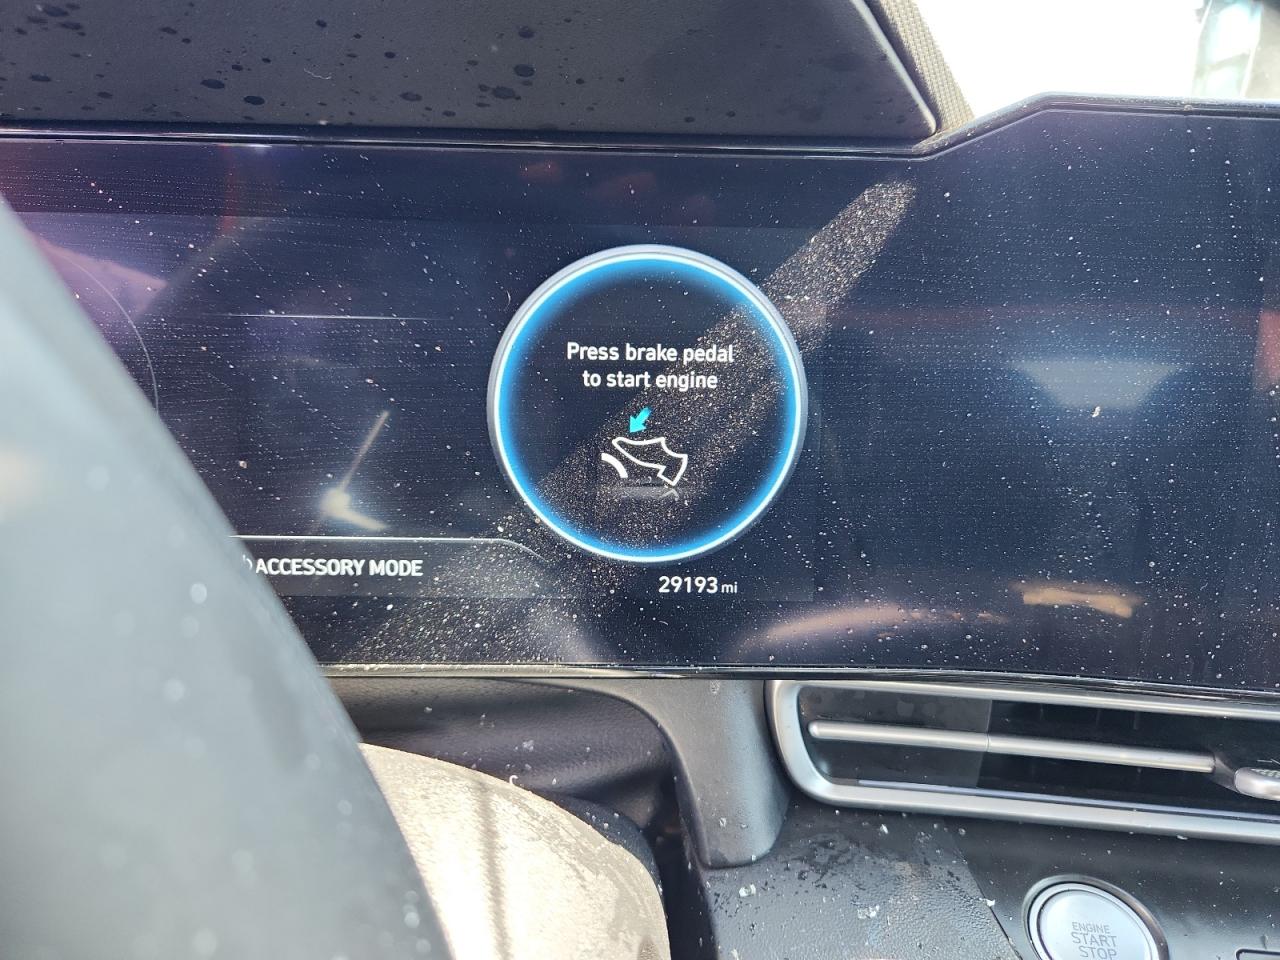 Press brake pedal
to start engine
ACCESSORY MODE
29193 mi
ENGINE
START
STOP